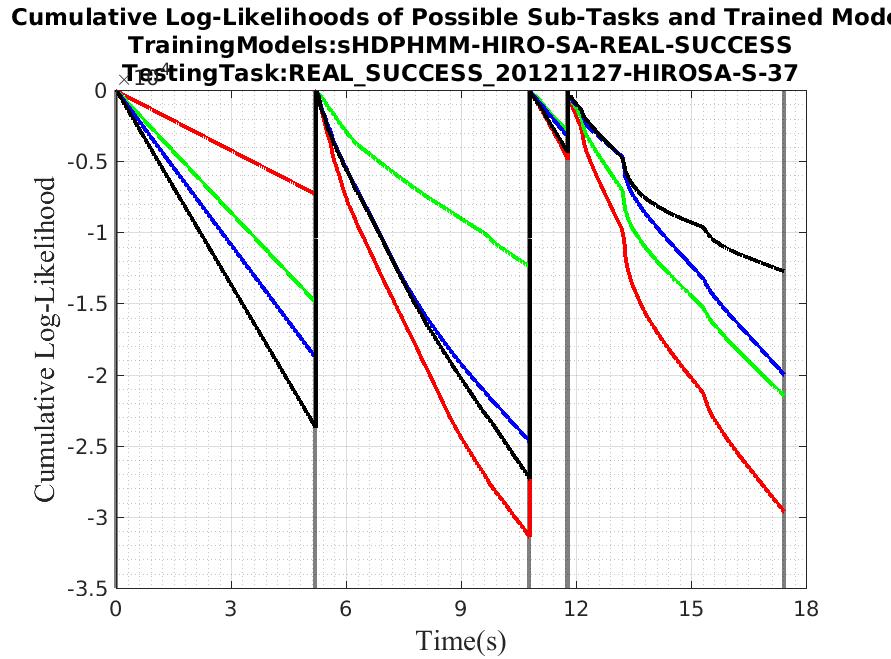 Cumulative Log-Likelihoods of Possible Sub-Tasks and Trained Mode
TrainingModels:sHDPHMM-HIRO-SA-REAL-SUCCESS
TestingTask:REAL_SUCCESS_20121127-HIROSA-S-37
×10^4
0
-0.5
-1
-1.5
-2
-2.5
-3
-3.5
Cumulative Log-Likelihood
0 3 6 9 12 15 18
Time(s)